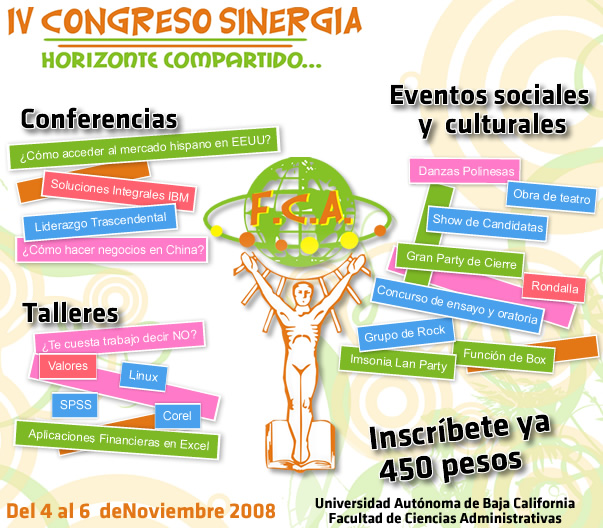 IV CONGRESO SINERGIA
HORIZONTE COMPARTIDO...
Conferencias
¿Cómo acceder al mercado hispano en EEUU?
Soluciones Integrales IBM
Liderazgo Trascendental
¿Cómo hacer negocios en China?
Talleres
¿Te cuesta trabajo decir NO?
Valores
Linux
SPSS
Corel
Aplicaciones Financieras en Excel
F.C.A.
Eventos sociales
y culturales
Danzas Polinesas
Obra de teatro
Show de Candidatas
Gran Party de Cierre
Rondalla
Concurso de ensayo y oratoria
Grupo de Rock
Función de Box
Imsonia Lan Party
Inscríbete ya
450 pesos
Del 4 al 6 deNoviembre 2008
Universidad Autónoma de Baja California
Facultad de Ciencias Administrativas